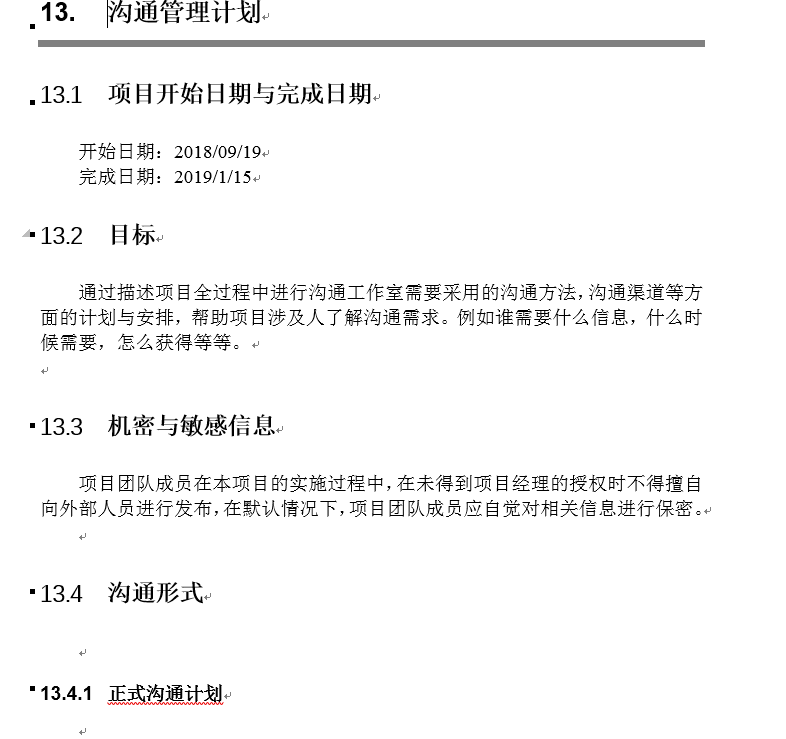 13. 沟通管理计划
13.1 项目开始日期与完成日期
开始日期：2018/09/19
完成日期：2019/1/15
13.2 目标
通过描述项目全过程中进行沟通工作室需要采用的沟通方法，沟通渠道等方
面的计划与安排，帮助项目涉及人了解沟通需求。例如谁需要什么信息，什么时
候需要，怎么获得等等。
13.3 机密与敏感信息
项目团队成员在本项目的实施过程中，在未得到项目经理的授权时不得擅自
向外部人员进行发布，在默认情况下，项目团队成员应自觉对相关信息进行保密。
13.4 沟通形式
13.4.1 正式沟通计划